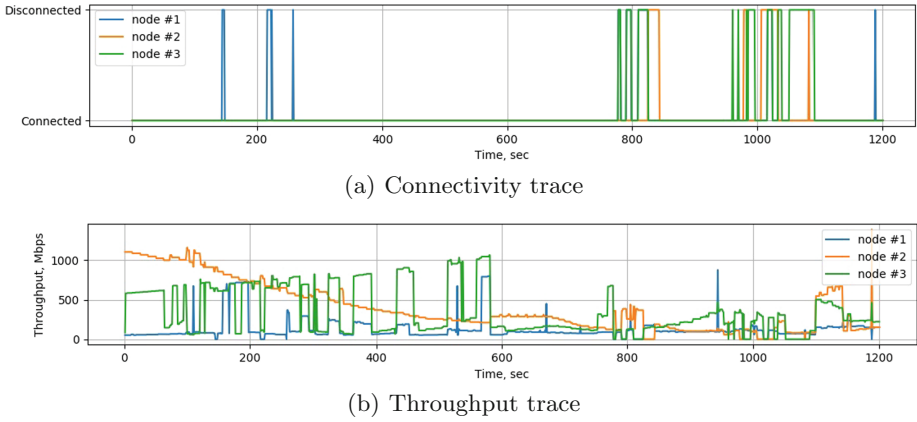 Disconnected
node #1
node #2
node #3
Connected
0 200 400 600 800 1000 1200
Time, sec
(a) Connectivity trace
Throughput, Mbps
1000
500
0
node #1
node #2
node #3
0 200 400 600 800 1000 1200
Time, sec
(b) Throughput trace